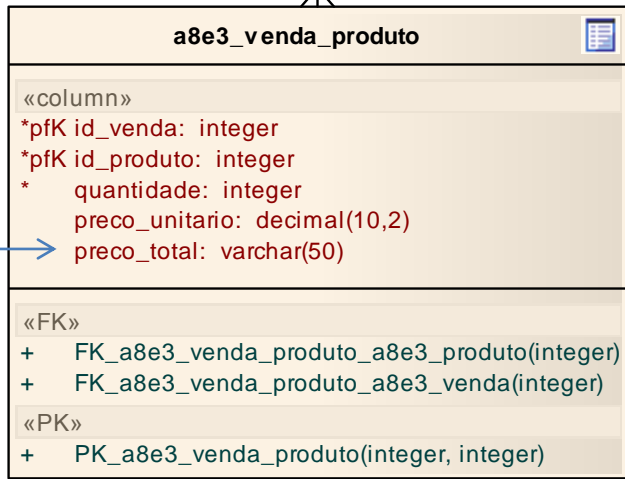 a8e3_venda_produto
«column»
*pfK id_venda: integer
*pfK id_produto: integer
* quantidade: integer
preco_unitario: decimal(10,2)
preco_total: varchar(50)
«FK»
+ FK_a8e3_venda_produto_a8e3_produto(integer)
+ FK_a8e3_venda_produto_a8e3_venda(integer)
«PK»
+ PK_a8e3_venda_produto(integer, integer)